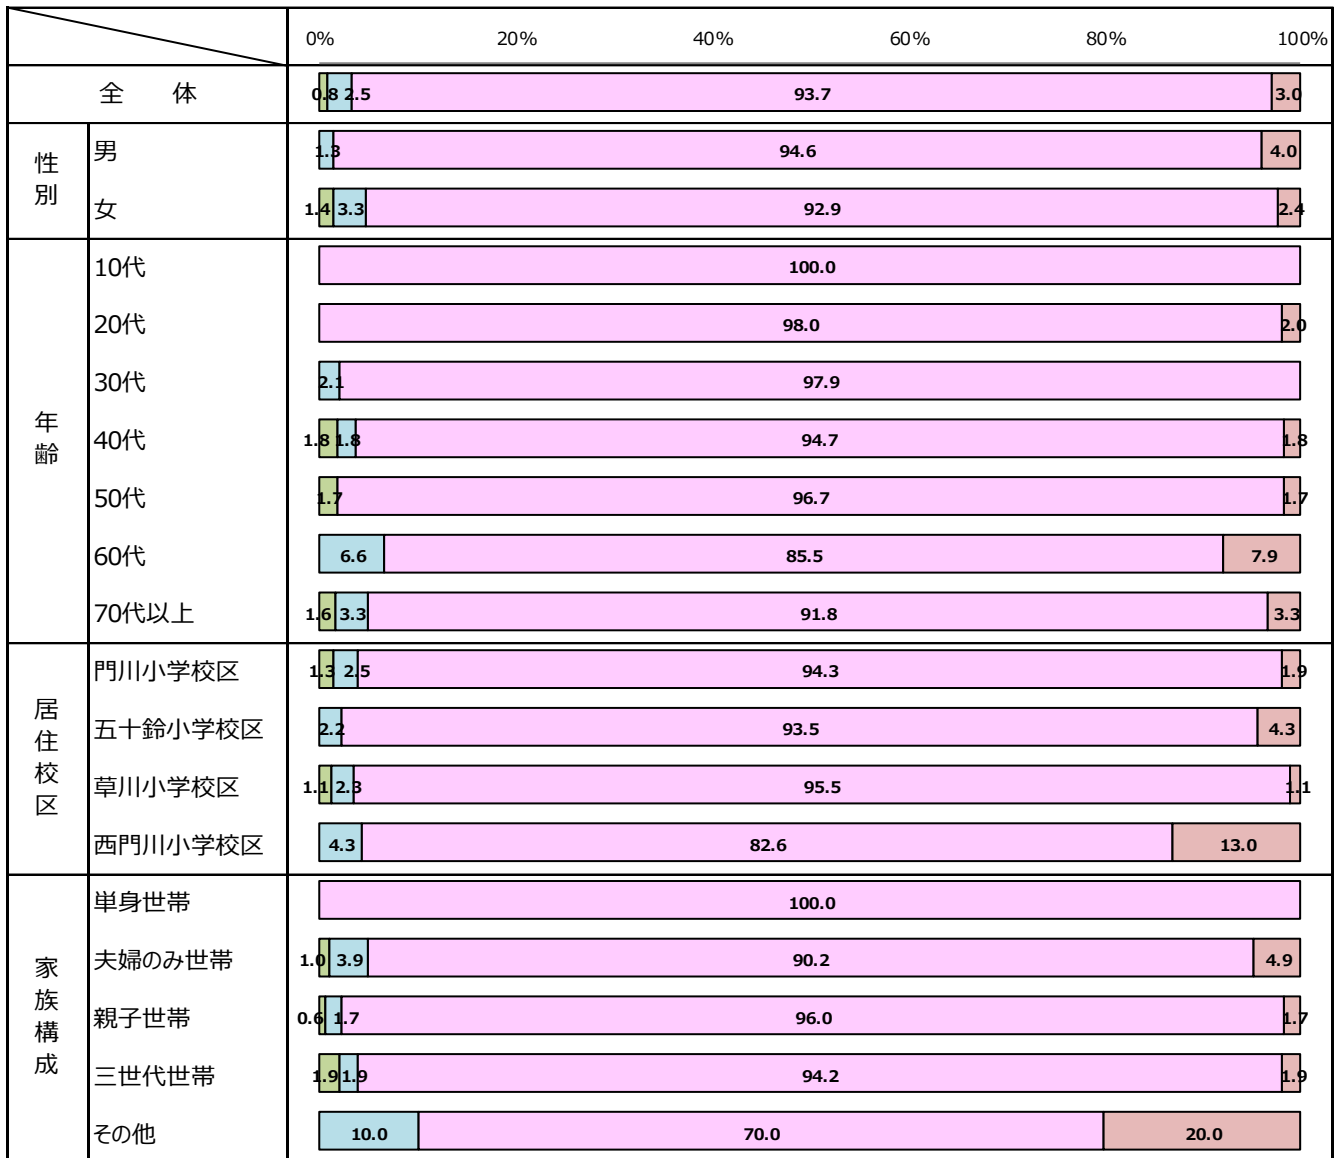 0% 20% 40% 60% 80% 100%
全 体 0.8 2.5 93.7 3.0
性別
男 1.3 94.6 4.0
女 1.4 3.3 92.9 2.4
年齢
10代 100.0
20代 98.0 2.0
30代 2.1 97.9
40代 1.8 1.8 94.7 1.8
50代 1.7 96.7 1.7
60代 6.6 85.5 7.9
70代以上 1.6 3.3 91.8 3.3
居住校区
門川小学校区 1.3 2.5 94.3 1.9
五十鈴小学校区 2.2 93.5 4.3
草川小学校区 1.1 2.3 95.5 1.1
西門川小学校区 4.3 82.6 13.0
家族構成
単身世帯 100.0
夫婦のみ世帯 1.0 3.9 90.2 4.9
親子世帯 0.6 1.7 96.0 1.7
三世代世帯 1.9 1.9 94.2 1.9
その他 10.0 70.0 20.0